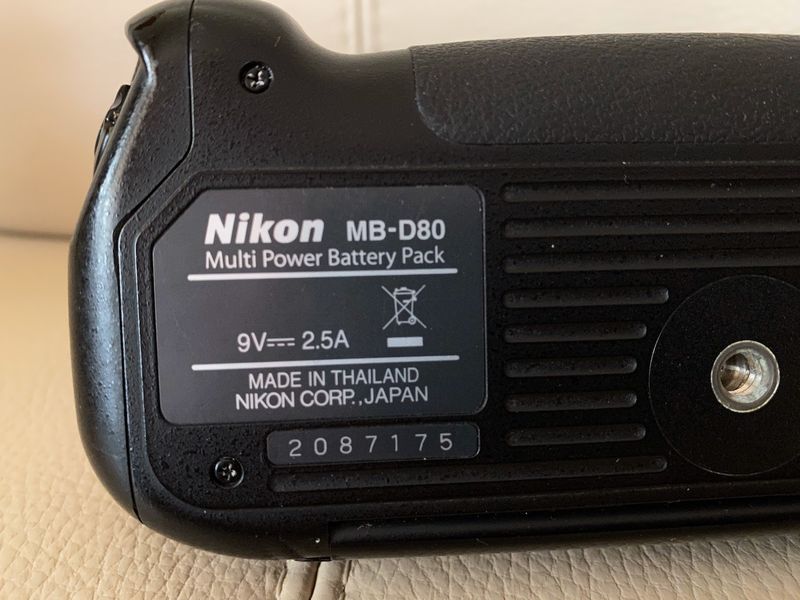 Nikon MB-D80
Multi Power Battery Pack
9V⎓ 2.5A
MADE IN THAILAND
NIKON CORP.,JAPAN
2087175